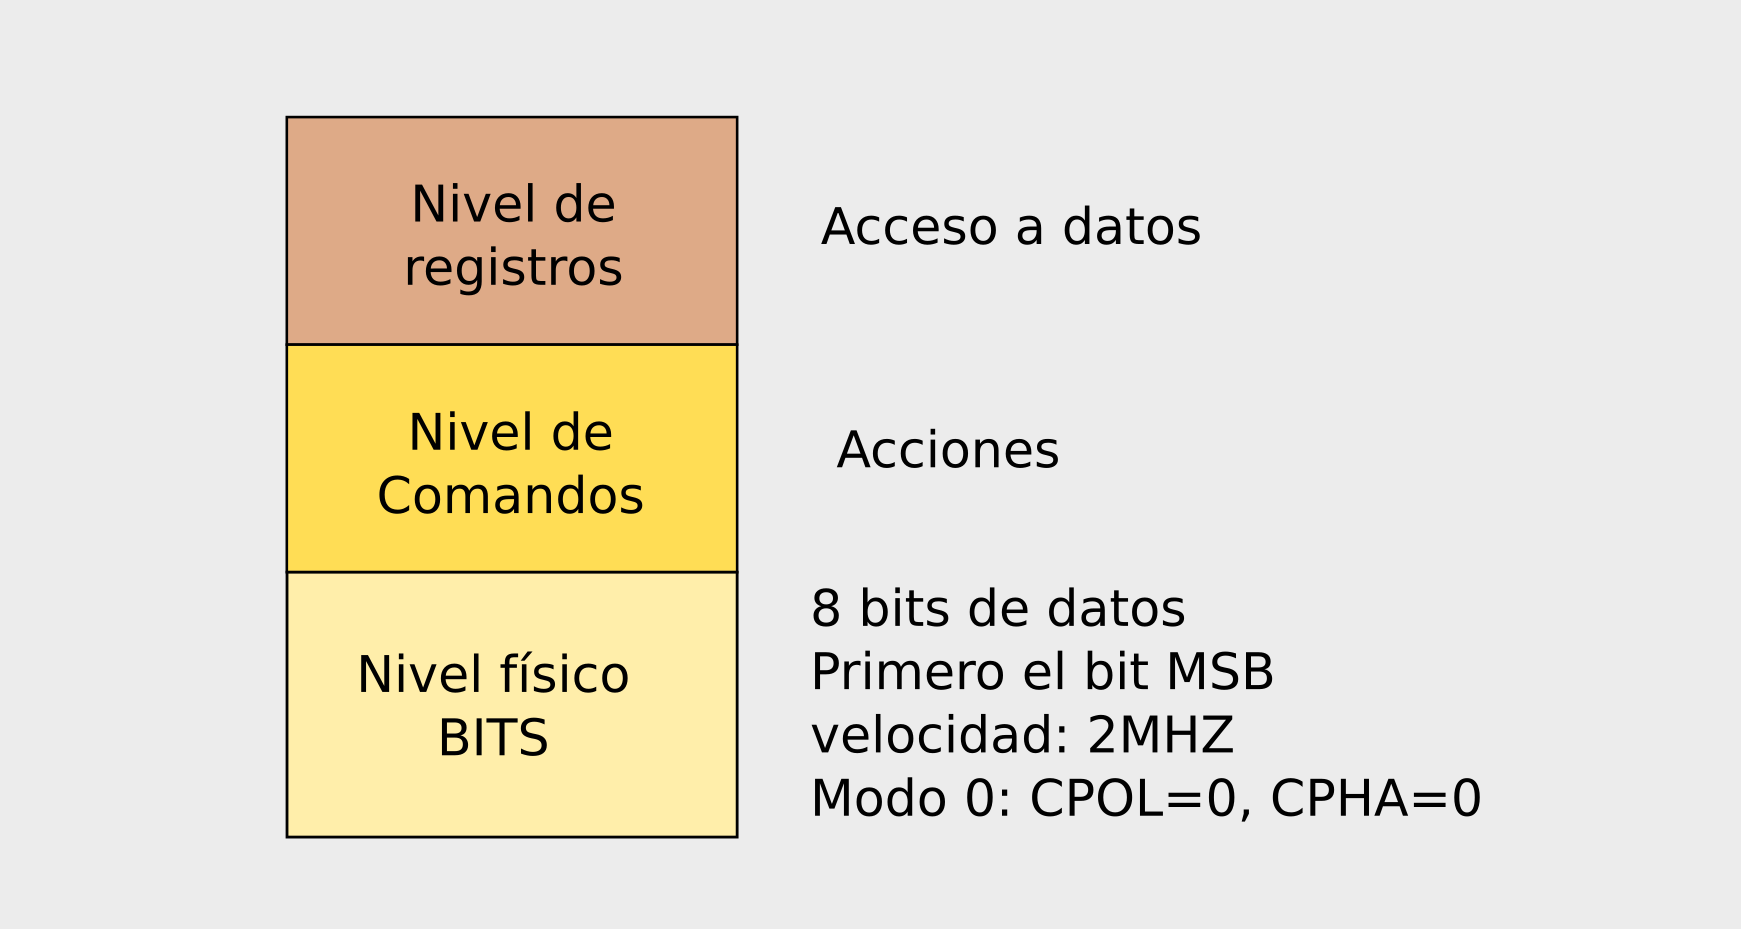 Nivel de
registros
Acceso a datos
Nivel de
Comandos
Acciones
Nivel físico
BITS
8 bits de datos
Primero el bit MSB
velocidad: 2MHZ
Modo 0: CPOL=0, CPHA=0